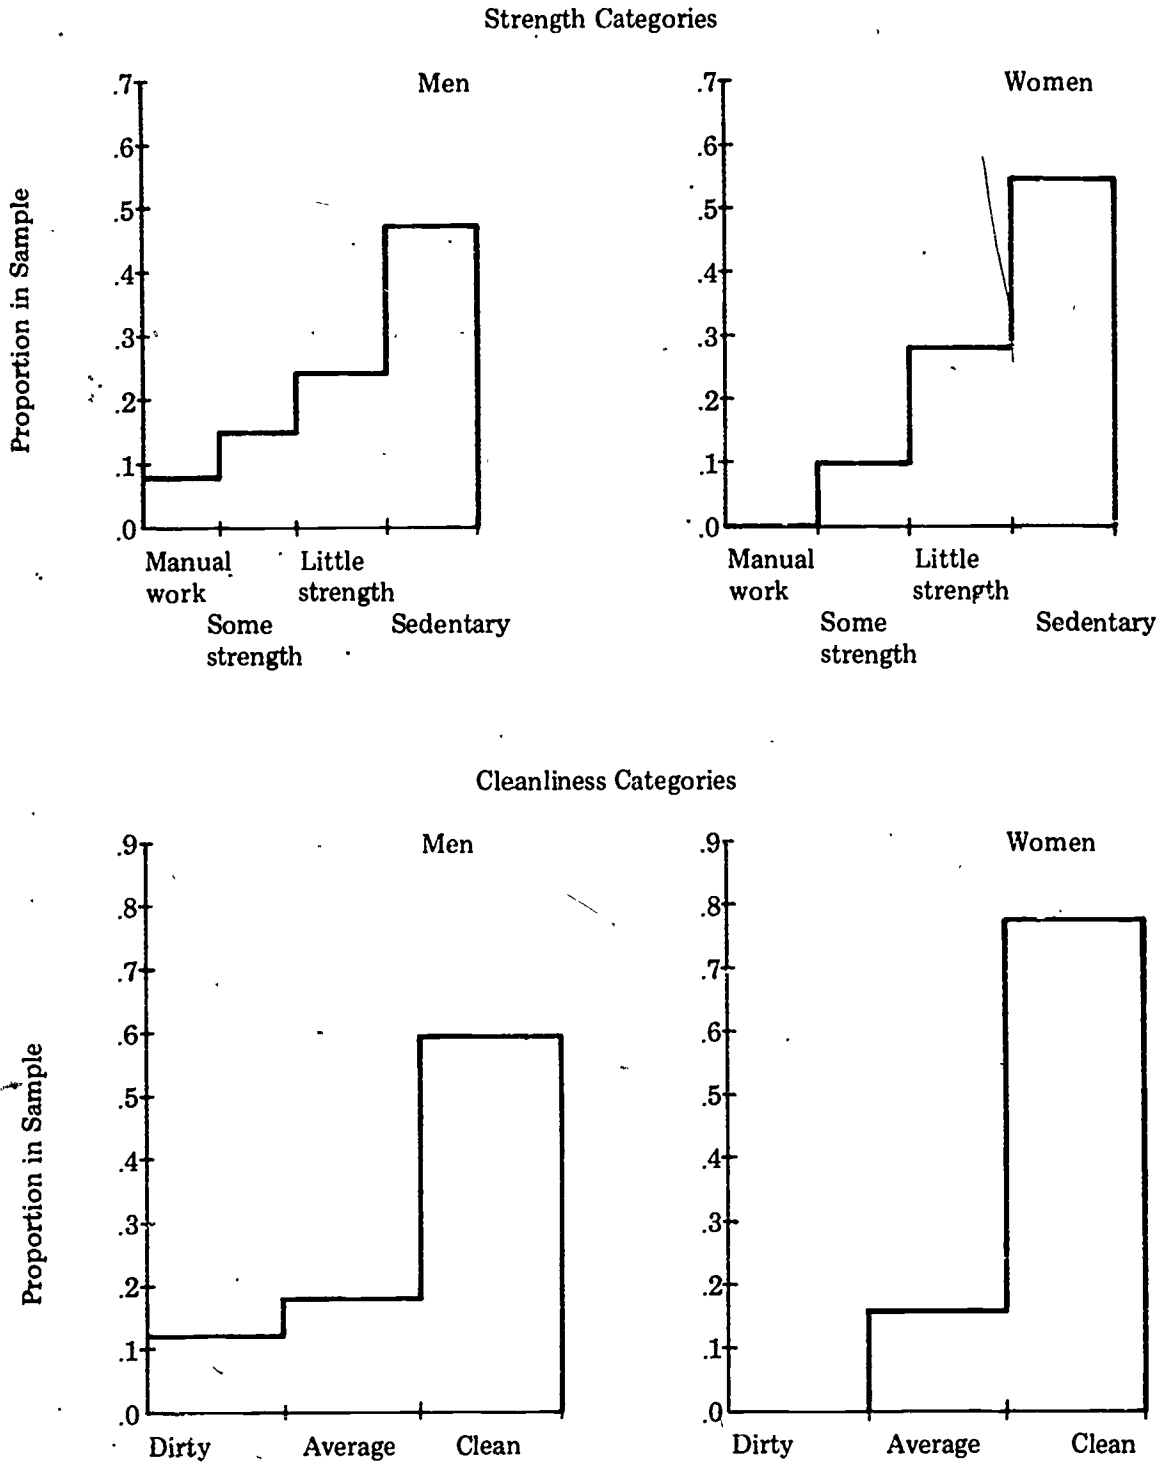 Strength Categories
Men
Proportion in Sample
.7
.6
.5
.4
.3
.2
.1
.0
Manual
work
Some
strength
Little
strength
Sedentary
Women
.7
.6
.5
.4
.3
.2
.1
.0
Manual
work
Some
strength
Little
strength
Sedentary
Cleanliness Categories
Men
Proportion in Sample
.9
.8
.7
.6
.5
.4
.3
.2
.1
.0
Dirty
Average
Clean
Women
.9
.8
.7
.6
.5
.4
.3
.2
.1
.0
Dirty
Average
Clean